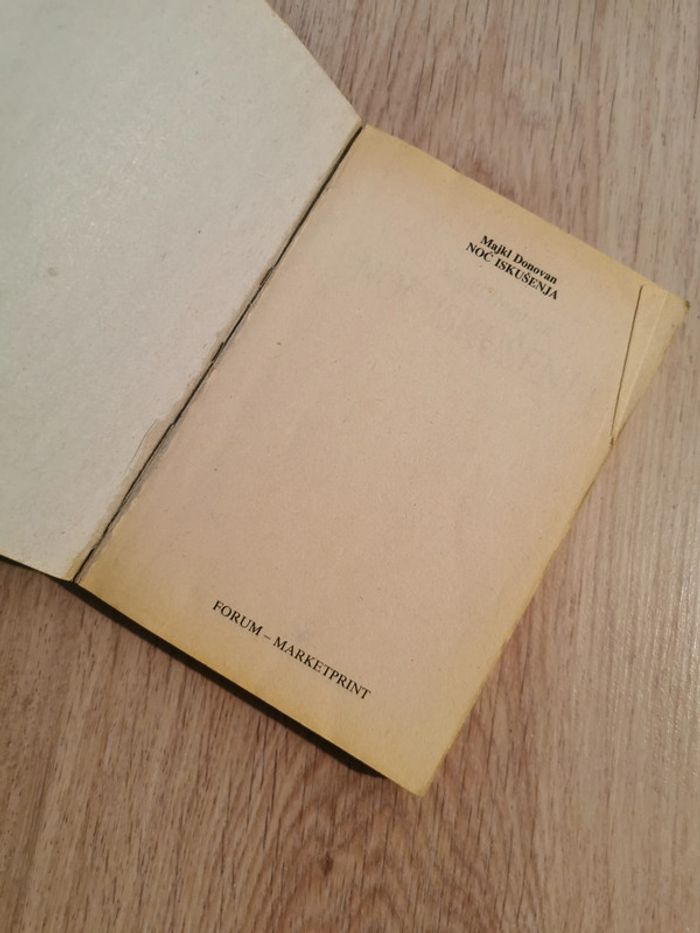 Majkl Donovan
NOĆ ISKUŠENJA
FORUM – MARKETPRINT